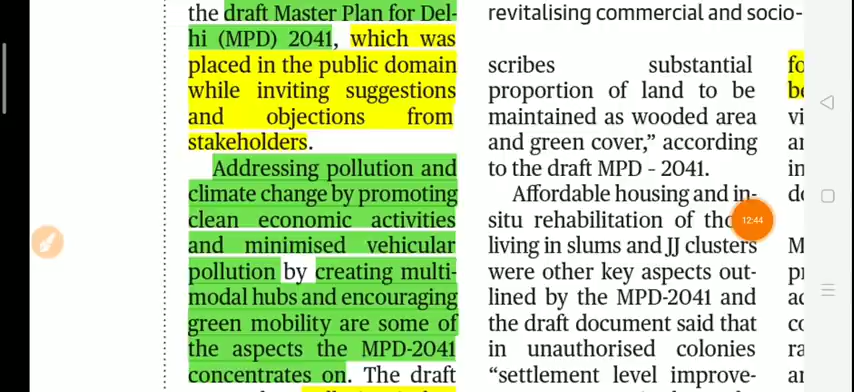 the draft Master Plan for Del-
hi (MPD) 2041, which was
placed in the public domain
while inviting suggestions
and objections from
stakeholders.
Addressing pollution and
climate change by promoting
clean economic activities
and minimised vehicular
pollution by creating multi-
modal hubs and encouraging
green mobility are some of
the aspects the MPD-2041
concentrates on. The draft
revitalising commercial and socio-
scribes substantial
proportion of land to be
maintained as wooded area
and green cover,” according
to the draft MPD - 2041.
Affordable housing and in-
situ rehabilitation of
living in slums and JJ clusters
were other key aspects out-
lined by the MPD-2041 and
the draft document said that
in unauthorised colonies
“settlement level improve-
12:44